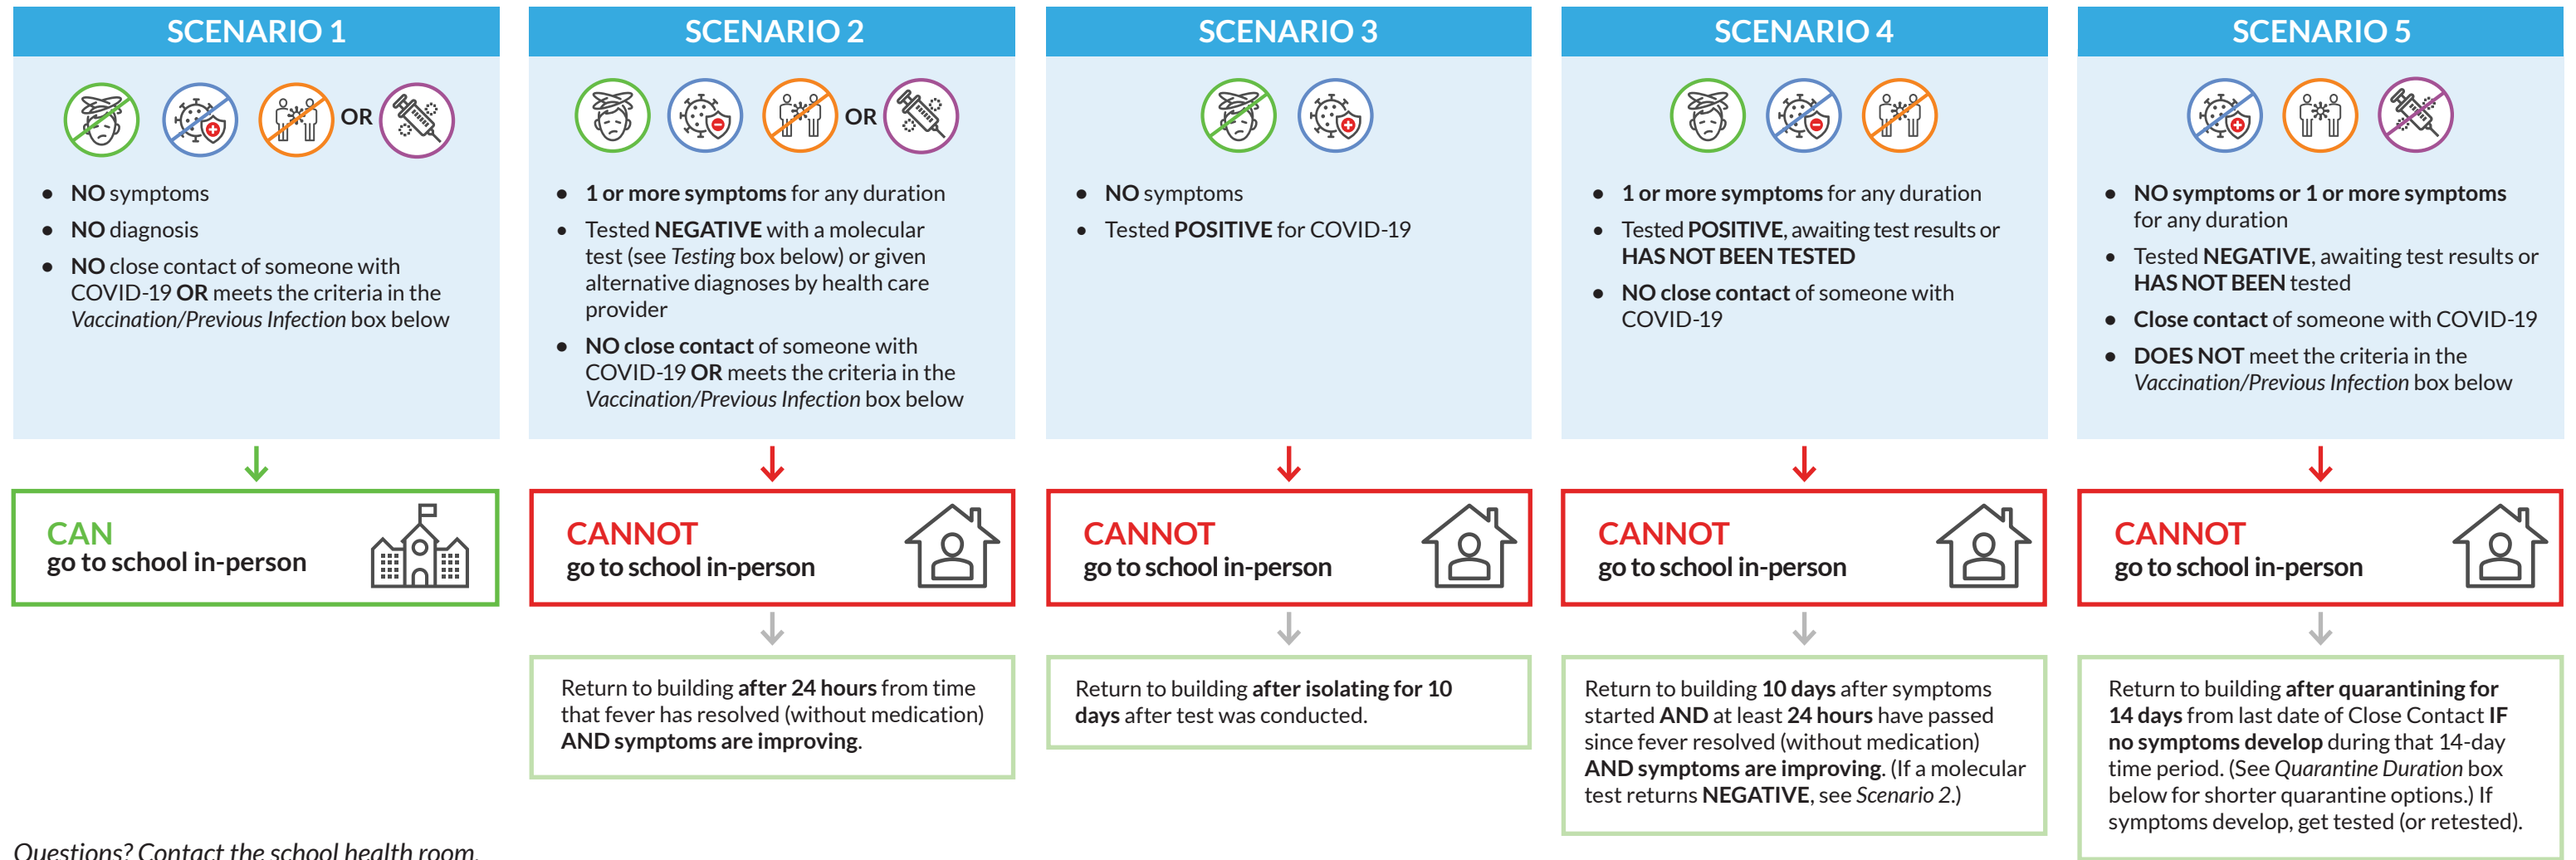 SCENARIO 1
OR
● NO symptoms
● NO diagnosis
● NO close contact of someone with
COVID-19 OR meets the criteria in the
Vaccination/Previous Infection box below
CAN
go to school in-person
SCENARIO 2
OR
● 1 or more symptoms for any duration
● Tested NEGATIVE with a molecular
test (see Testing box below) or given
alternative diagnoses by health care
provider
● NO close contact of someone with
COVID-19 OR meets the criteria in the
Vaccination/Previous Infection box below
CANNOT
go to school in-person
Return to building after 24 hours from time
that fever has resolved (without medication)
AND symptoms are improving.
SCENARIO 3
● NO symptoms
● Tested POSITIVE for COVID-19
CANNOT
go to school in-person
Return to building after isolating for 10
days after test was conducted.
SCENARIO 4
● 1 or more symptoms for any duration
● Tested POSITIVE, awaiting test results or
HAS NOT BEEN TESTED
● NO close contact of someone with
COVID-19
CANNOT
go to school in-person
Return to building 10 days after symptoms
started AND at least 24 hours have passed
since fever resolved (without medication)
AND symptoms are improving. (If a molecular
test returns NEGATIVE, see Scenario 2.)
SCENARIO 5
● NO symptoms or 1 or more symptoms
for any duration
● Tested NEGATIVE, awaiting test results or
HAS NOT BEEN tested
● Close contact of someone with COVID-19
● DOES NOT meet the criteria in the
Vaccination/Previous Infection box below
CANNOT
go to school in-person
Return to building after quarantining for
14 days from last date of Close Contact IF
no symptoms develop during that 14-day
time period. (See Quarantine Duration box
below for shorter quarantine options.) If
symptoms develop, get tested (or retested).
Questions? Contact the school health room.